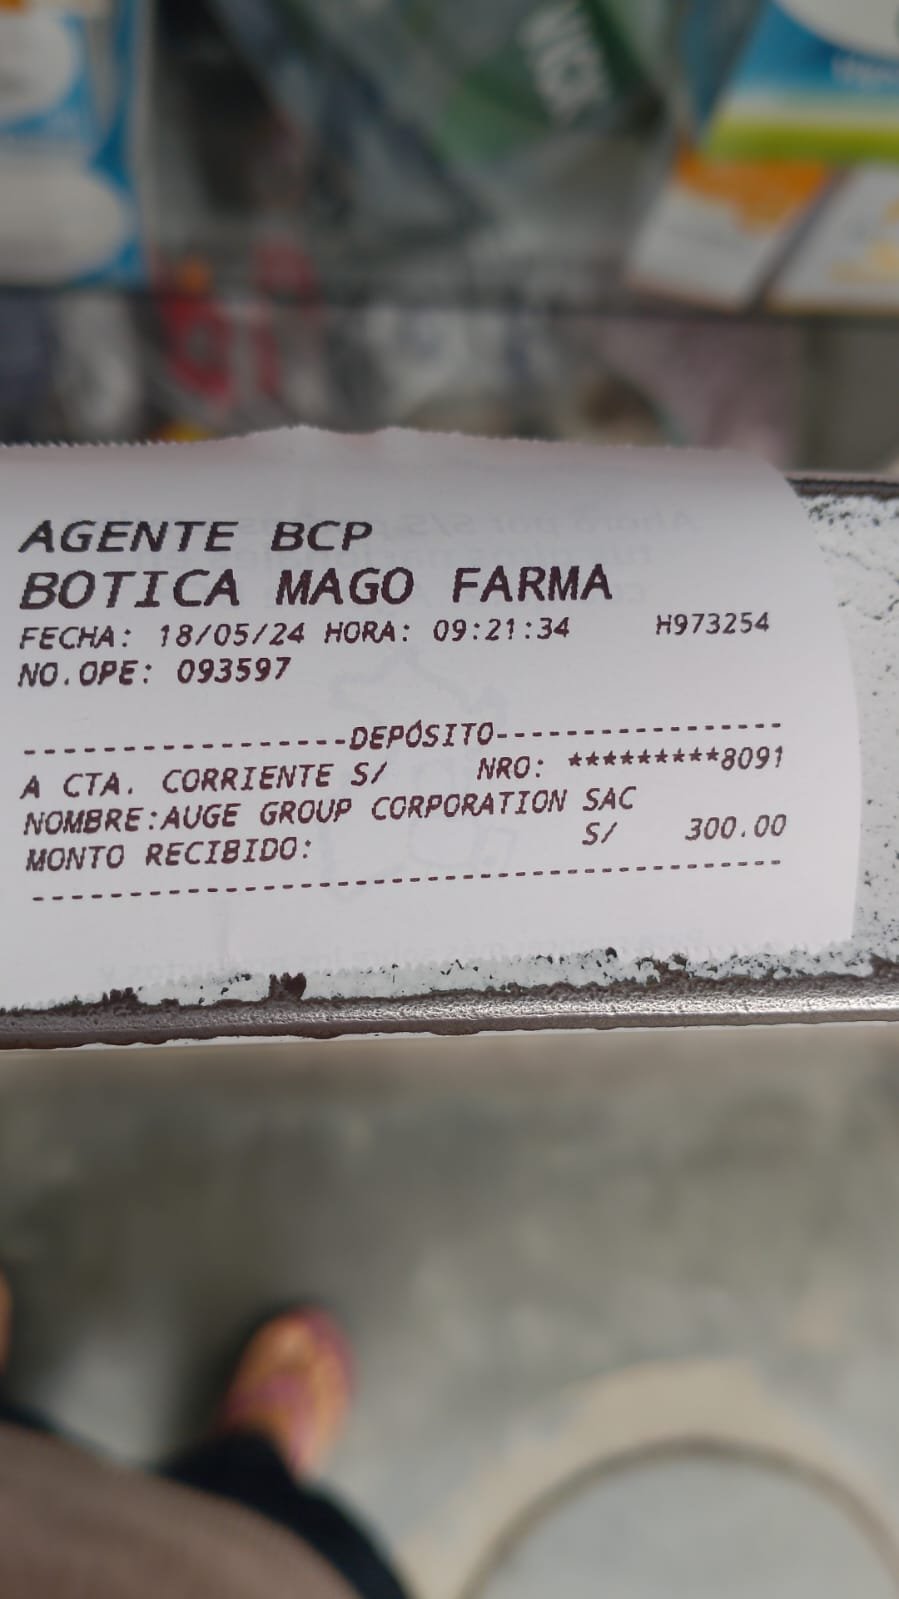 AGENTE BCP
BOTICA MAGO FARMA
FECHA: 18/05/24 HORA: 09:21:34 H973254
NO.OPE: 093597
-----------------DEPÓSITO-----------------
A CTA. CORRIENTE S/ NRO: *********8091
NOMBRE:AUGE GROUP CORPORATION SAC
MONTO RECIBIDO: S/ 300.00
------------------------------------------